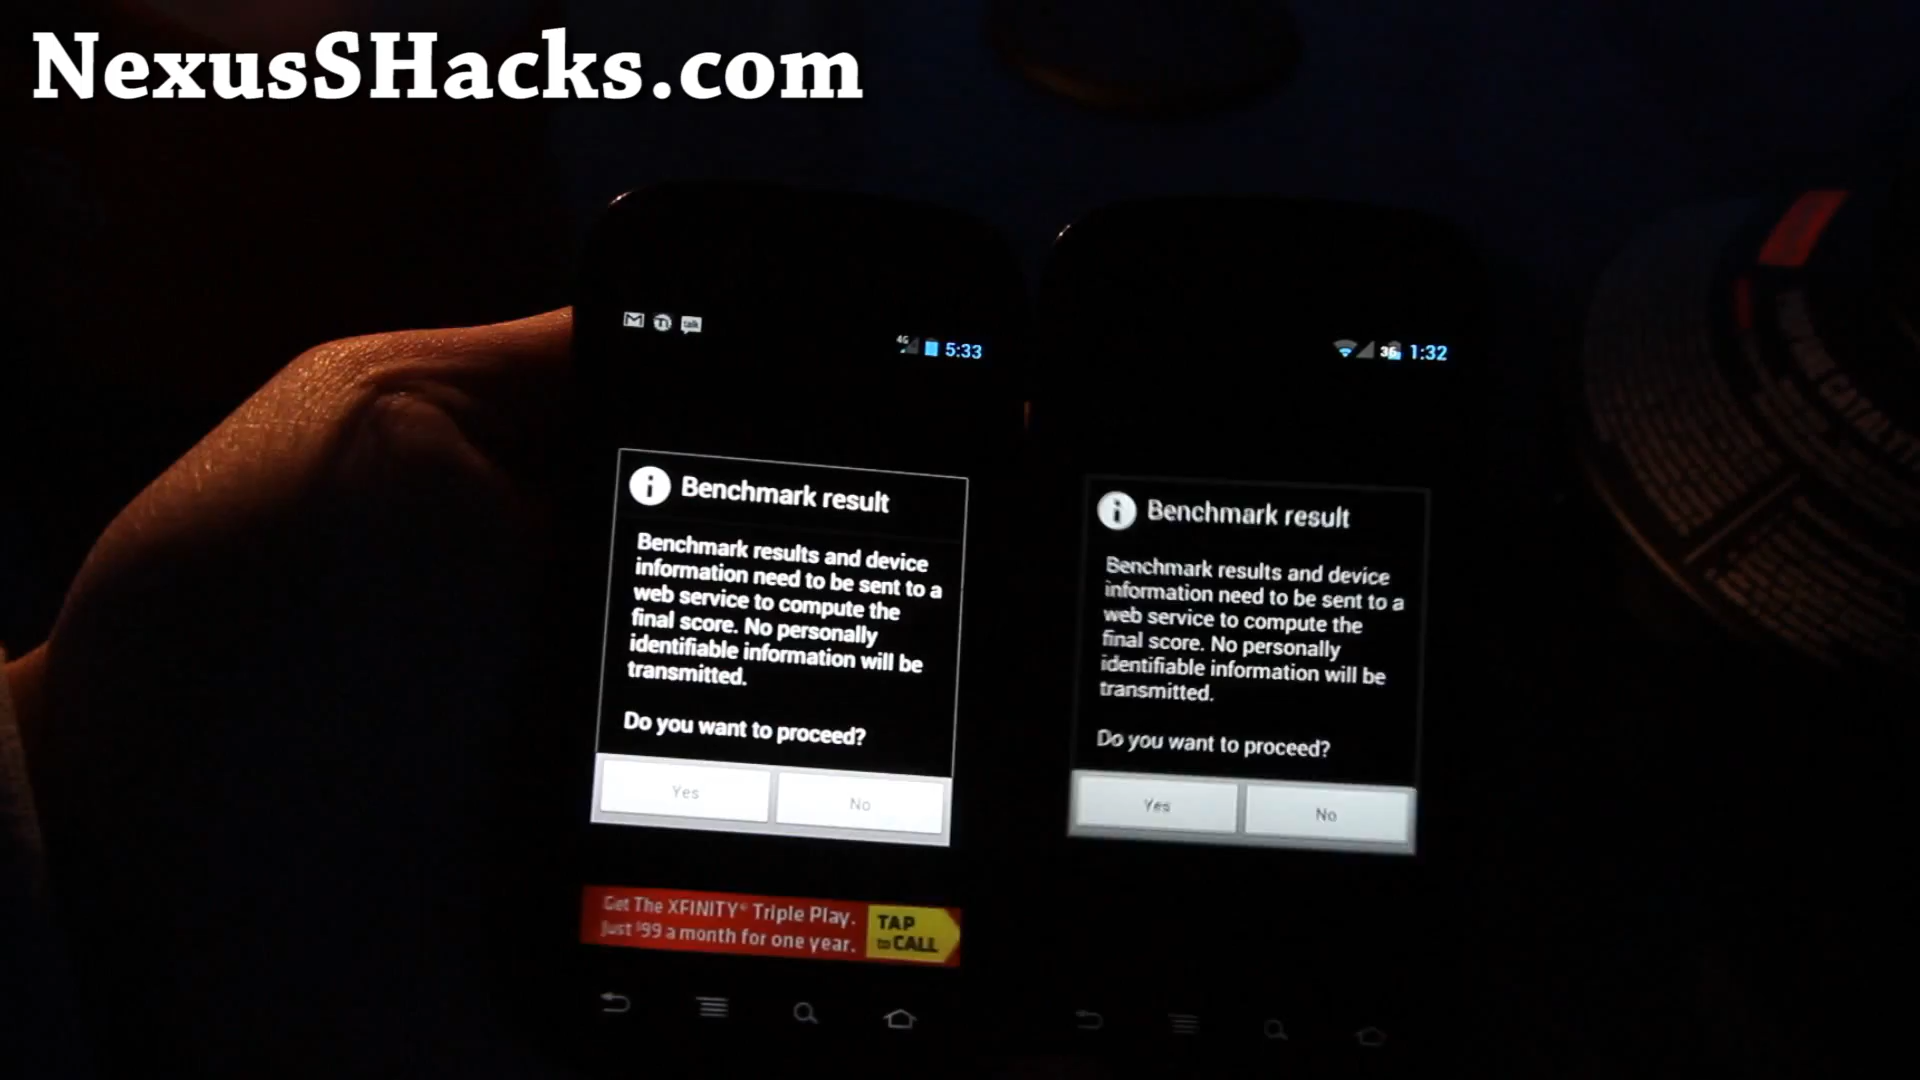 NexusSHacks.com
talk
4G 5:33
Benchmark result
Benchmark results and device
information need to be sent to a
web service to compute the
final score. No personally
identifiable information will be
transmitted.
Do you want to proceed?
Yes No
Get The XFINITY® Triple Play.
Just $99 a month for one year.
TAP
to CALL
3G 1:32
Benchmark result
Benchmark results and device
information need to be sent to a
web service to compute the
final score. No personally
identifiable information will be
transmitted.
Do you want to proceed?
Yes No